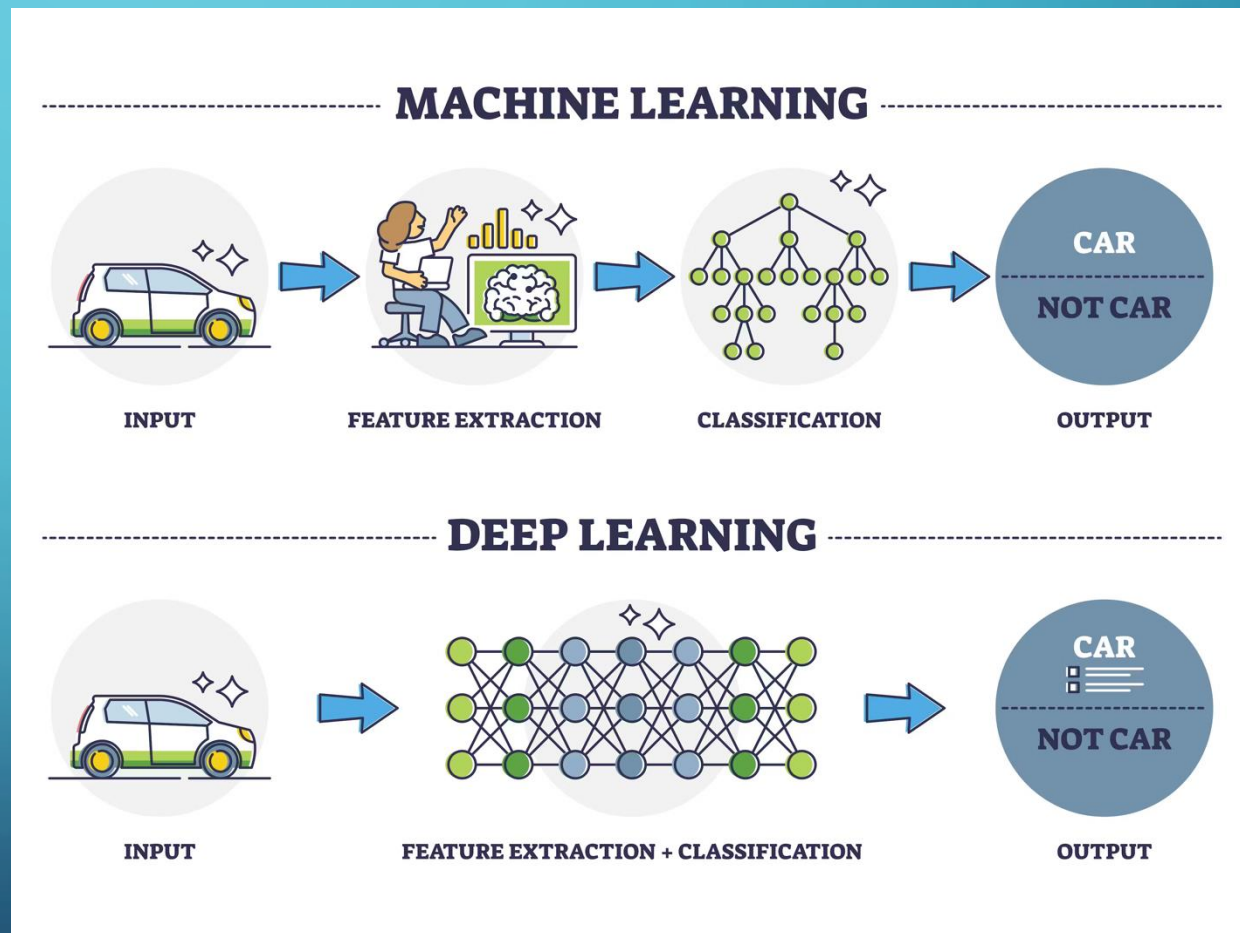 MACHINE LEARNING
CAR
NOT CAR
INPUT
FEATURE EXTRACTION
CLASSIFICATION
OUTPUT
DEEP LEARNING
CAR
NOT CAR
INPUT
FEATURE EXTRACTION + CLASSIFICATION
OUTPUT